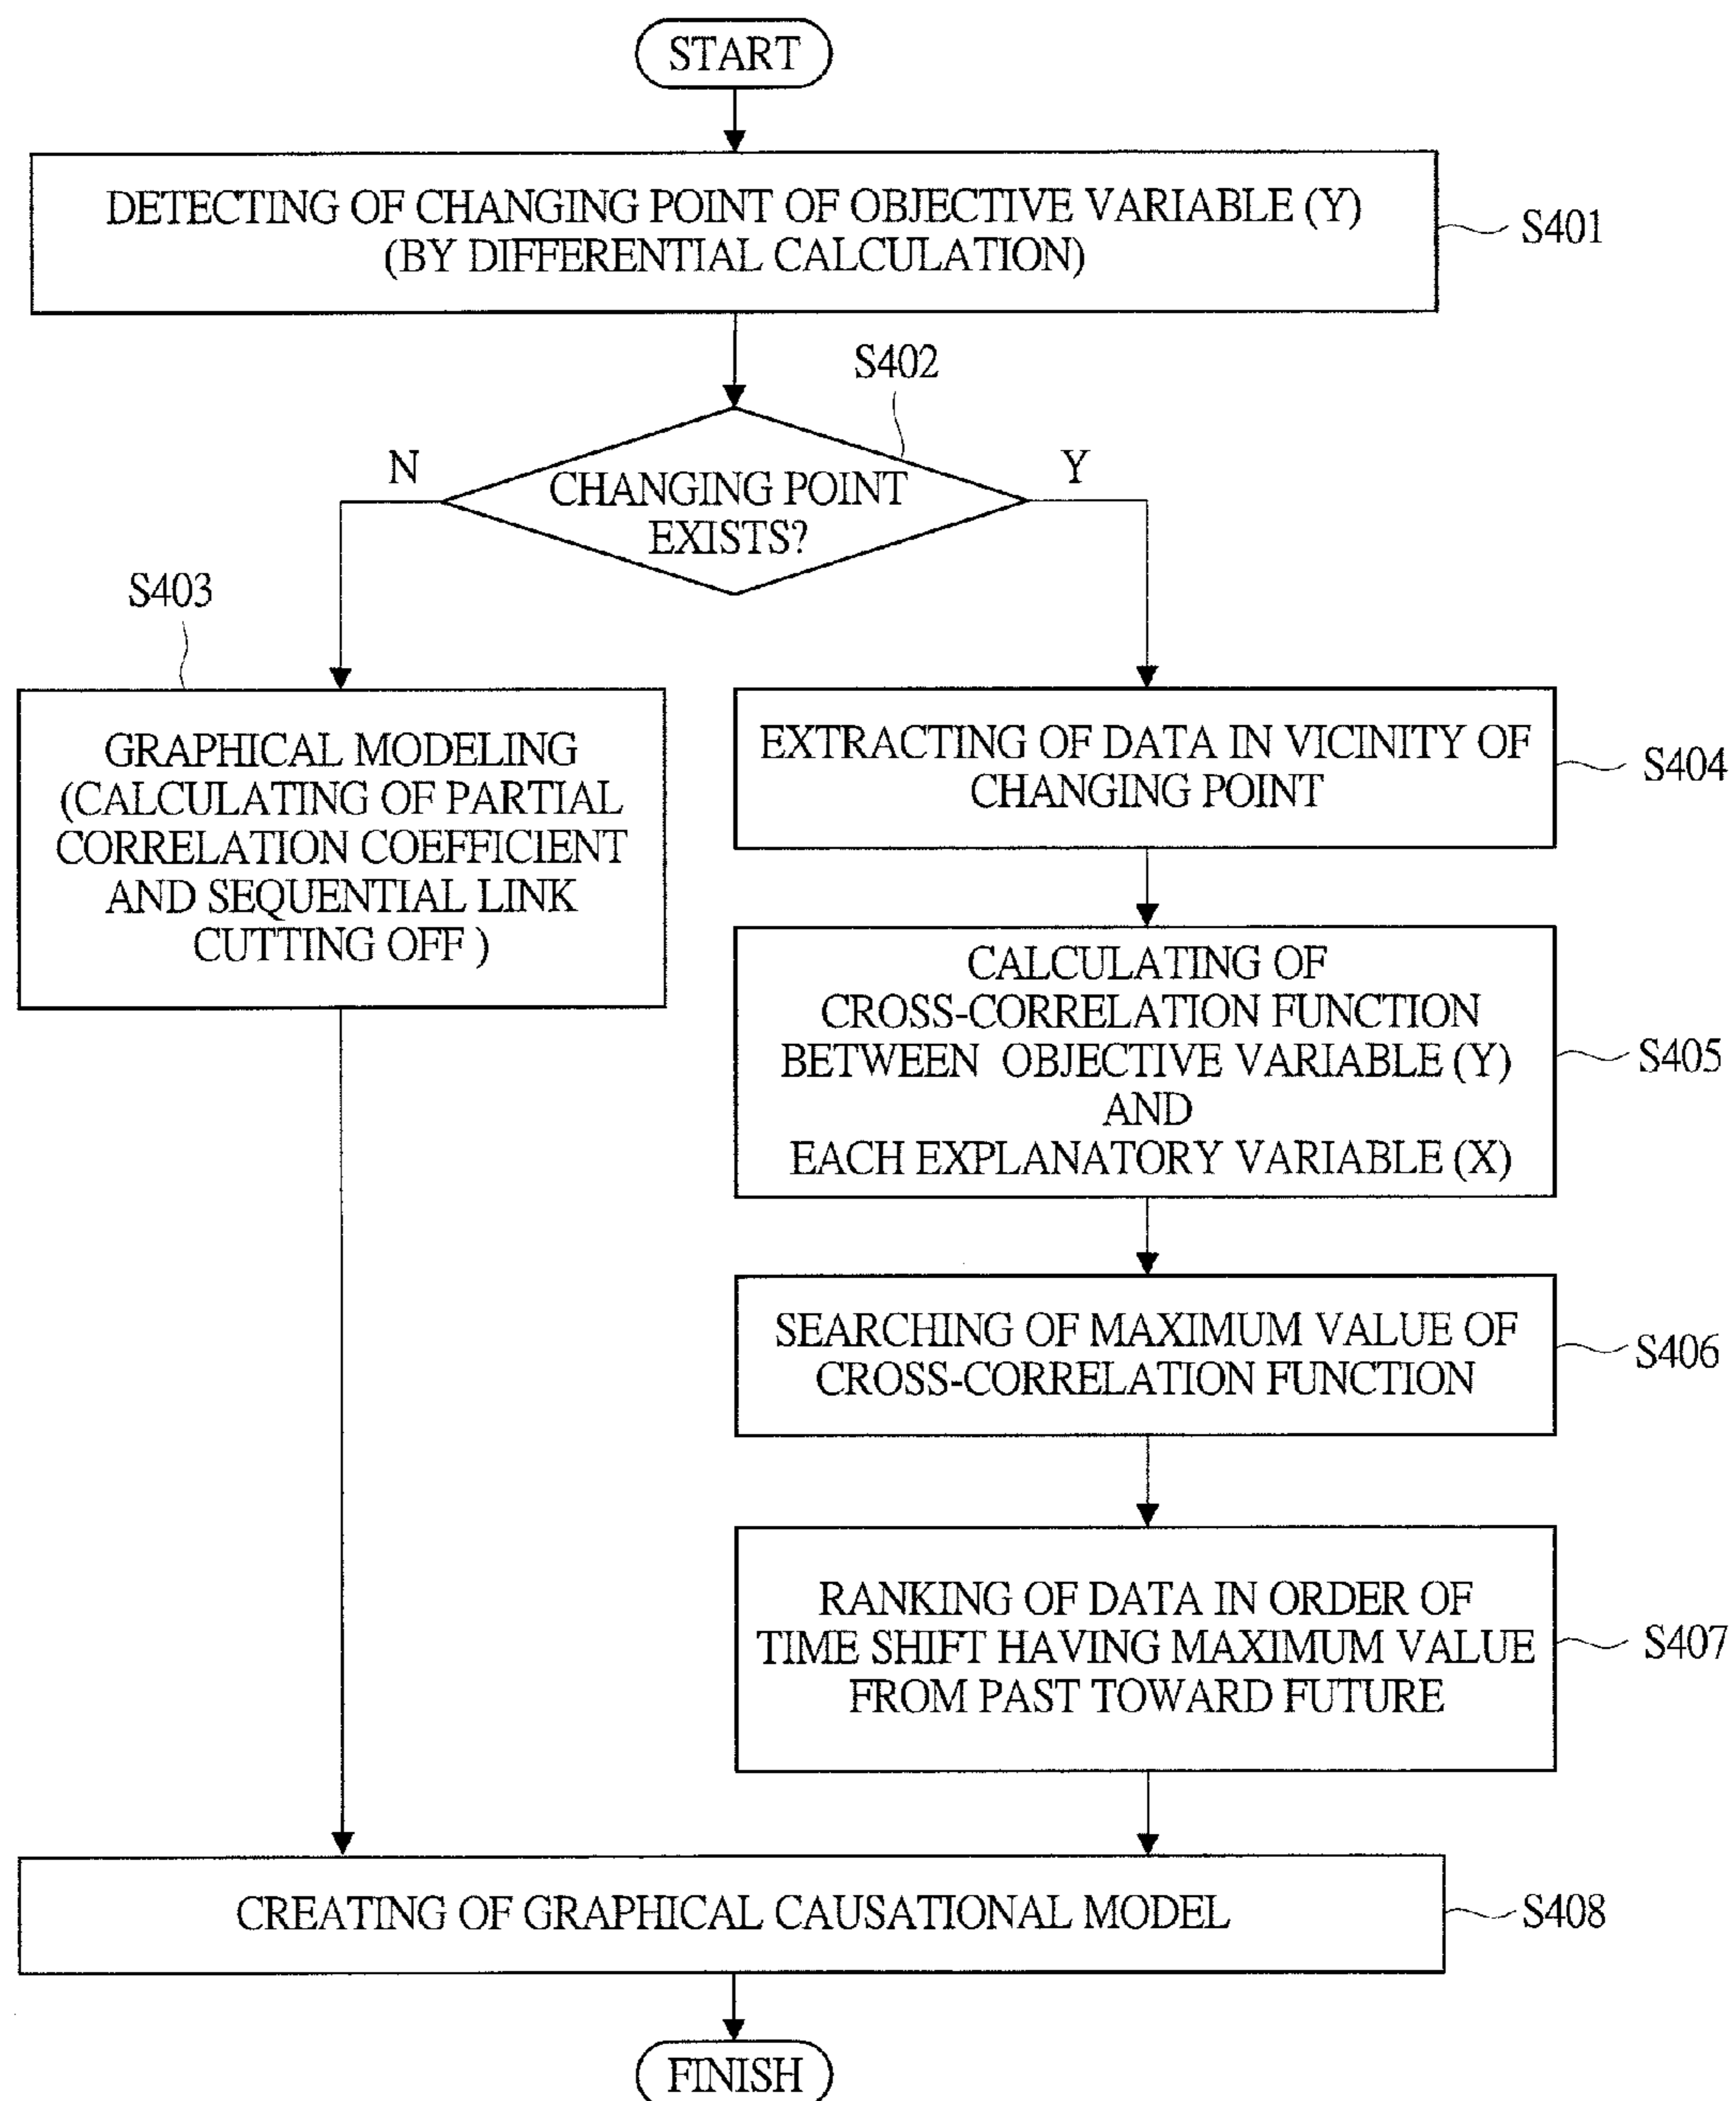 START
DETECTING OF CHANGING POINT OF OBJECTIVE VARIABLE (Y)
(BY DIFFERENTIAL CALCULATION)
S401
S402
N
Y
CHANGING POINT
EXISTS?
S403
GRAPHICAL MODELING
(CALCULATING OF PARTIAL
CORRELATION COEFFICIENT
AND SEQUENTIAL LINK
CUTTING OFF )
EXTRACTING OF DATA IN VICINITY OF
CHANGING POINT
S404
CALCULATING OF
CROSS-CORRELATION FUNCTION
BETWEEN OBJECTIVE VARIABLE (Y)
AND
EACH EXPLANATORY VARIABLE (X)
S405
SEARCHING OF MAXIMUM VALUE OF
CROSS-CORRELATION FUNCTION
S406
RANKING OF DATA IN ORDER OF
TIME SHIFT HAVING MAXIMUM VALUE
FROM PAST TOWARD FUTURE
S407
CREATING OF GRAPHICAL CAUSATIONAL MODEL
S408
FINISH